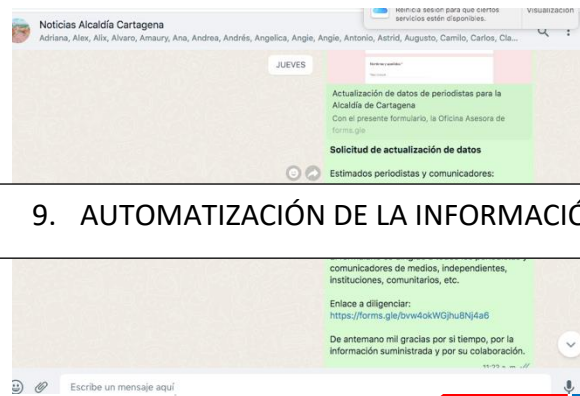 Reinicia sesión para que ciertos
servicios estén disponibles.
Visualización
Noticias Alcaldía Cartagena
Adriana, Alex, Alix, Alvaro, Amaury, Ana, Andrea, Andrés, Angelica, Angie, Angie, Antonio, Astrid, Augusto, Camilo, Carlos, Cla...
JUEVES
Actualización de datos de periodistas para la
Alcaldía de Cartagena
Con el presente formulario, la Oficina Asesora de
forms.gle
Solicitud de actualización de datos
Estimados periodistas y comunicadores:
9. AUTOMATIZACIÓN DE LA INFORMACIÓ
comunicadores de medios, independientes,
instituciones, comunitarios, etc.
Enlace a diligenciar:
https://forms.gle/bvw4okWGjhu8Nj4a6
De antemano mil gracias por si tiempo, por la
información suministrada y por su colaboración.
Escribe un mensaje aquí